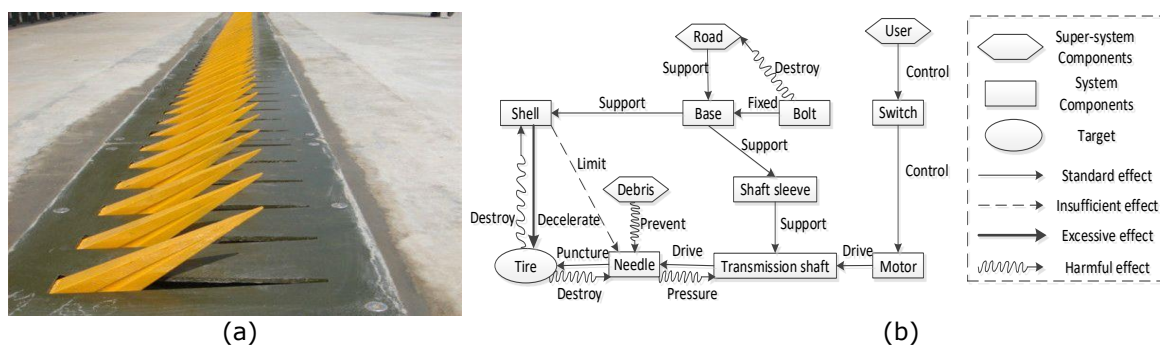 Road
User
Super-system
Components
Support
Destroy
Control
System
Components
Shell
Support
Base
Fixed
Bolt
Switch
Target
Limit
Support
Control
Debris
Shaft sleeve
Standard effect
Destroy
Decelerate
Prevent
Support
Insufficient effect
Puncture
Drive
Drive
Excessive effect
Tire
Needle
Transmission shaft
Motor
Destroy
Pressure
Harmful effect
(a)
(b)